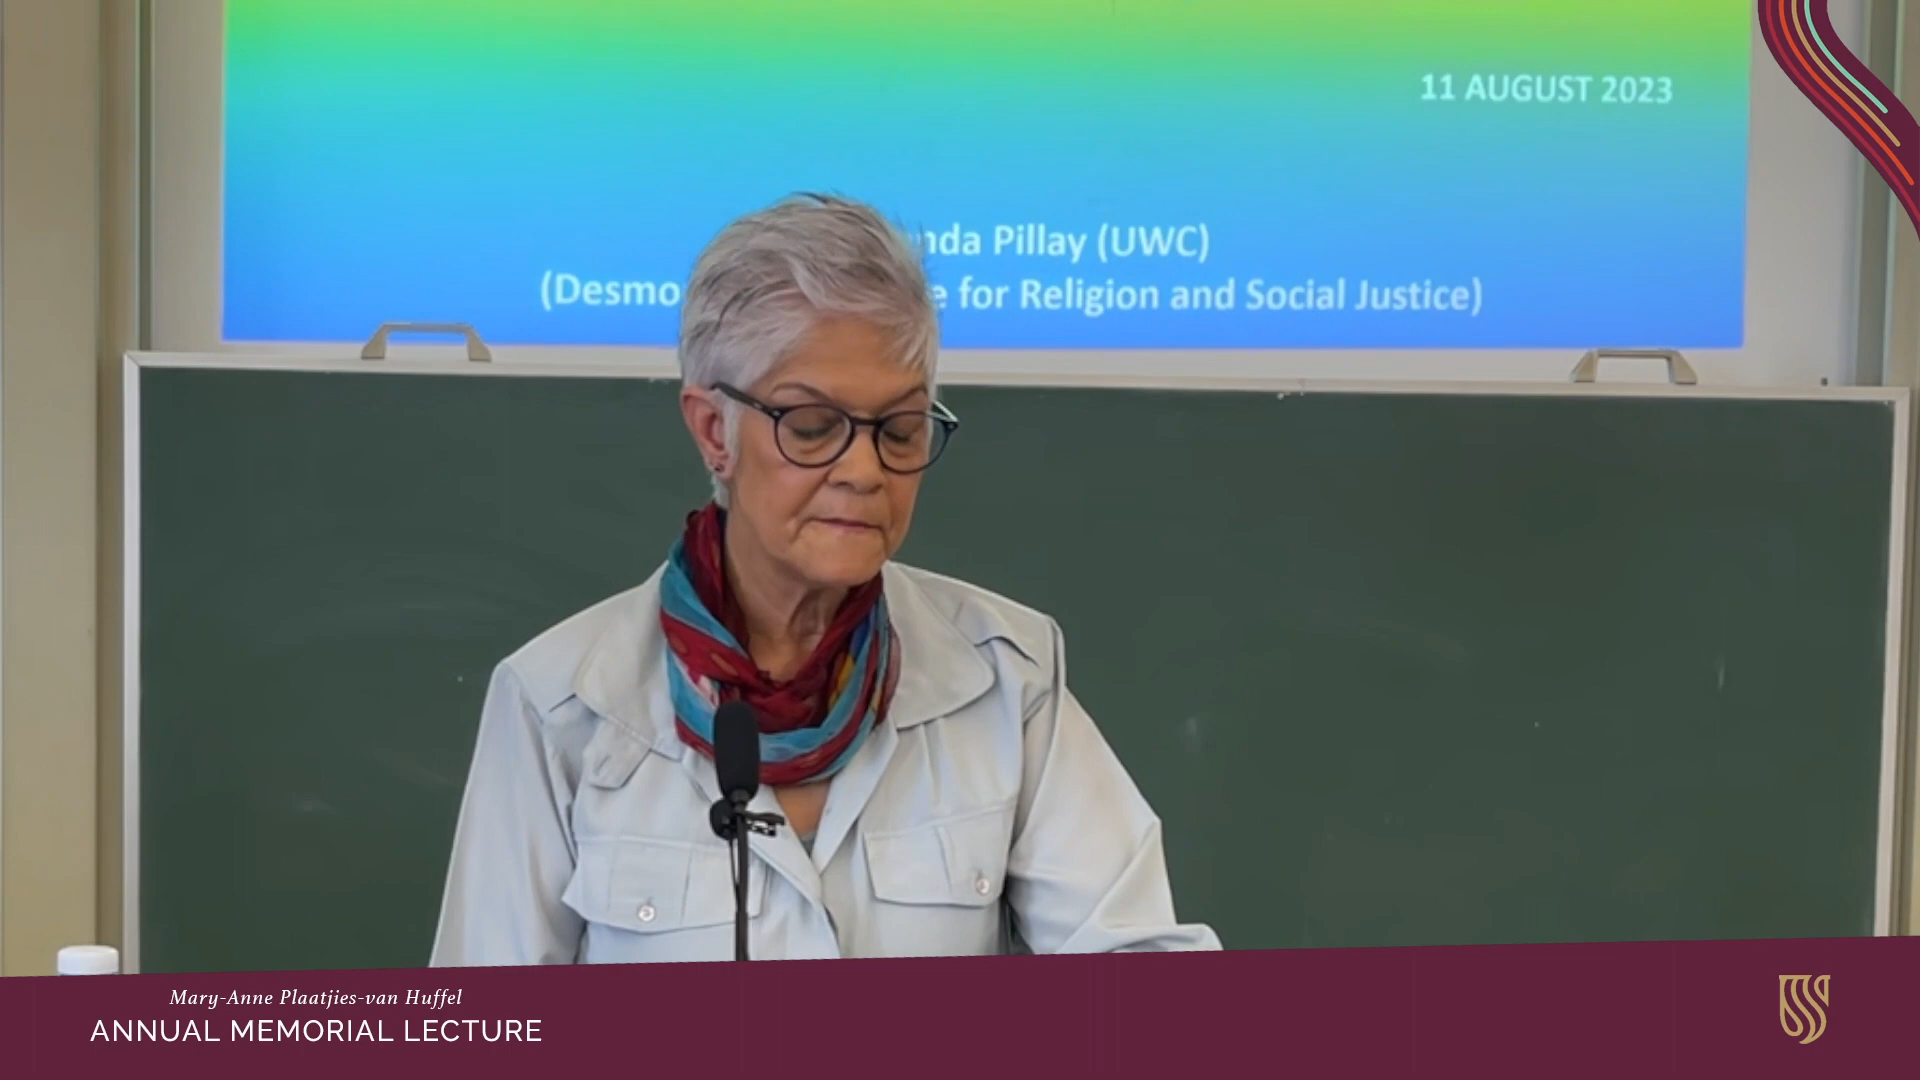 11 AUGUST 2023
nda Pillay (UWC)
(Desmo e for Religion and Social Justice)
Mary-Anne Plaatjies-van Huffel
ANNUAL MEMORIAL LECTURE